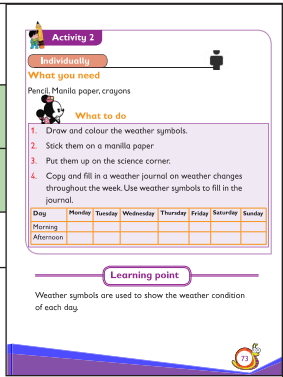 Activity 2
Individually
What you need
Pencil, Manila paper, crayons
What to do
1. Draw and colour the weather symbols.
2. Stick them on a manilla paper
3. Put them up on the science corner.
4. Copy and fill in a weather journal on weather changes
throughout the week. Use weather symbols to fill in the
journal.
Day Monday Tuesday Wednesday Thursday Friday Saturday Sunday
Morning
Afternoon
Learning point
Weather symbols are used to show the weather condition
of each day.
73